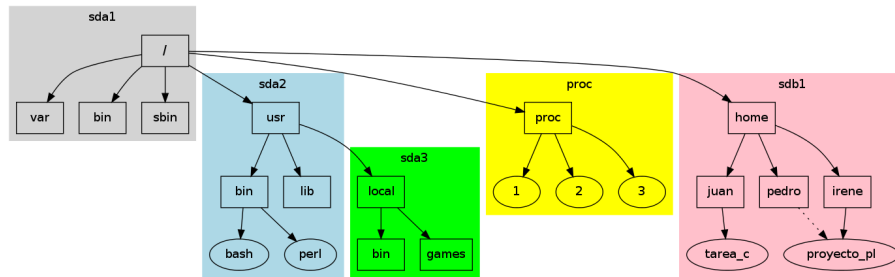 sda1
/
var
bin
sbin
sda2
usr
bin
lib
bash
perl
sda3
local
bin
games
proc
proc
1
2
3
sdb1
home
juan
pedro
irene
tarea_c
proyecto_pl